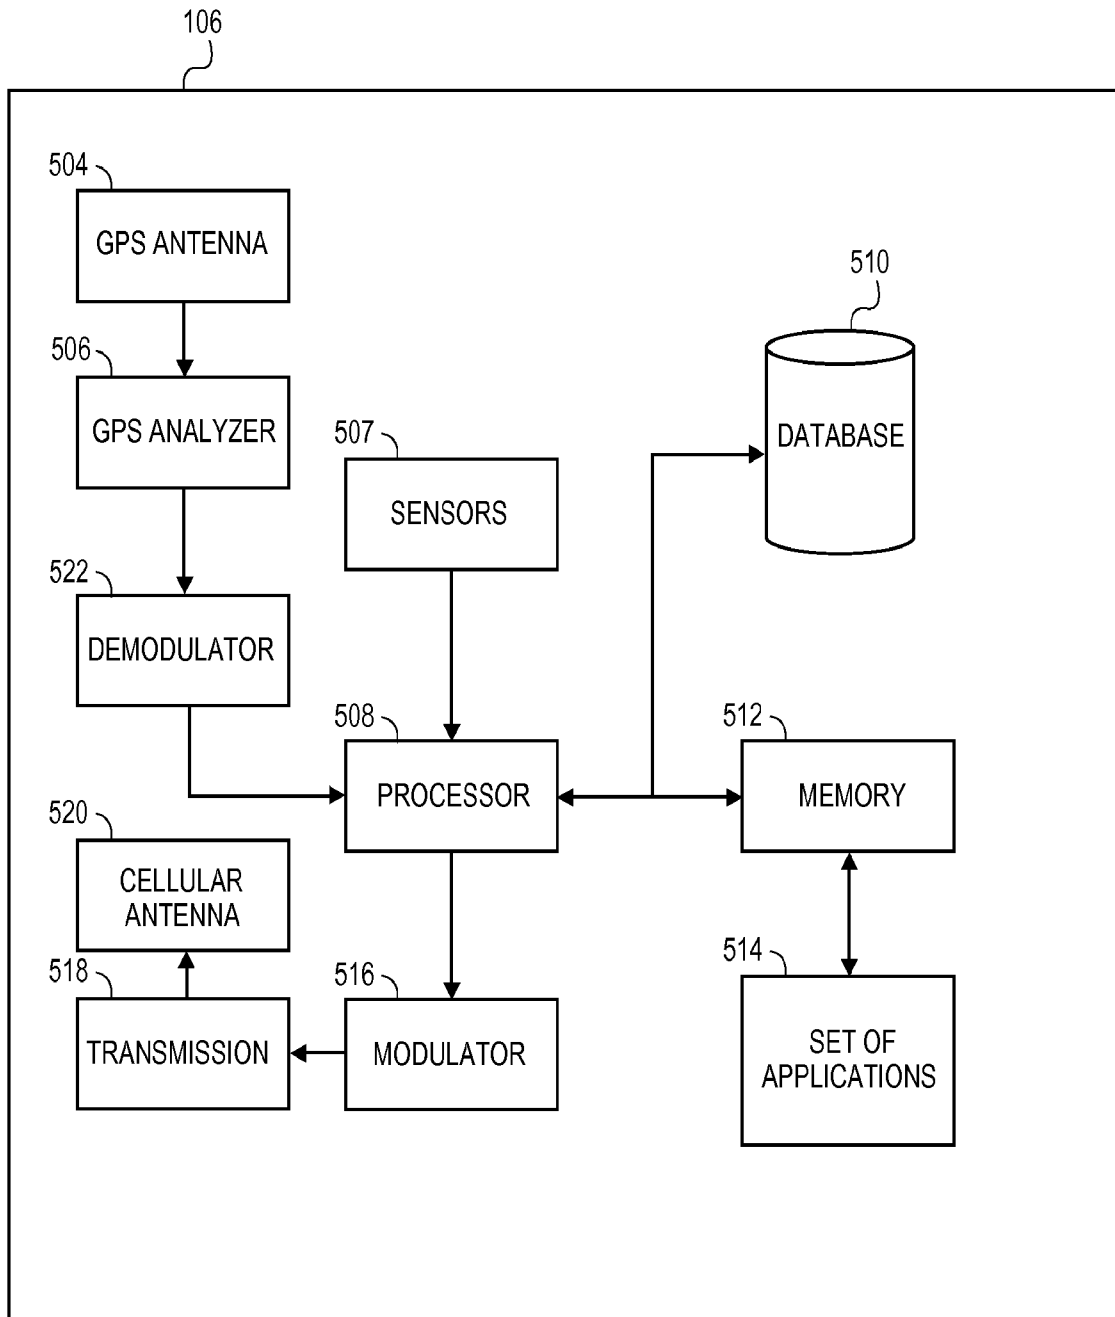 106
504
GPS ANTENNA
506
GPS ANALYZER
507
SENSORS
510
DATABASE
522
DEMODULATOR
508
PROCESSOR
512
MEMORY
520
CELLULAR
ANTENNA
518
TRANSMISSION
516
MODULATOR
514
SET OF
APPLICATIONS